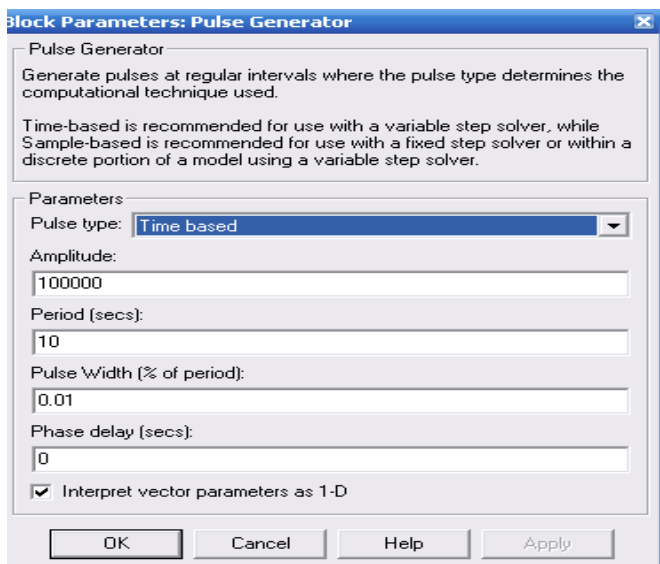 Block Parameters: Pulse Generator
Pulse Generator
Generate pulses at regular intervals where the pulse type determines the
computational technique used.
Time-based is recommended for use with a variable step solver, while
Sample-based is recommended for use with a fixed step solver or within a
discrete portion of a model using a variable step solver.
Parameters
Pulse type: Time based
Amplitude:
100000
Period (secs):
10
Pulse Width (% of period):
0.01
Phase delay (secs):
0
Interpret vector parameters as 1-D
OK Cancel Help Apply